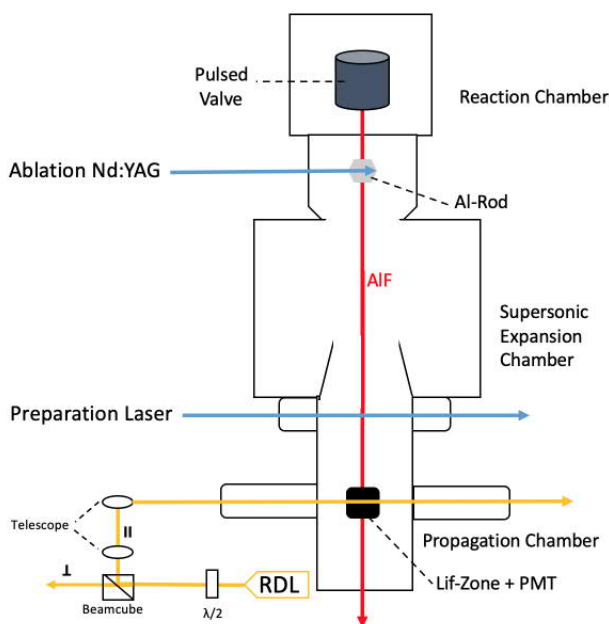 Pulsed
Valve
Reaction Chamber
Ablation Nd:YAG
Al-Rod
AlF
Supersonic
Expansion
Chamber
Preparation Laser
Telescope
II
Propagation Chamber
⊥
RDL
Lif-Zone + PMT
Beamcube
λ/2